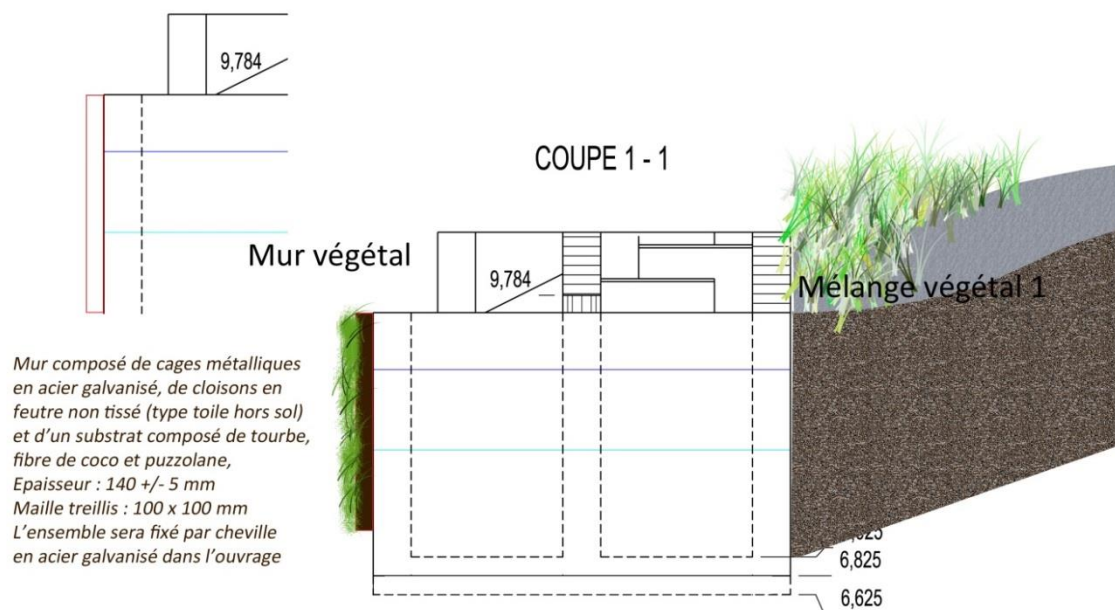 9,784
COUPE 1 - 1
Mur végétal
9,784
Mélange végétal 1
Mur composé de cages métalliques
en acier galvanisé, de cloisons en
feutre non tissé (type toile hors sol)
et d’un substrat composé de tourbe,
fibre de coco et puzzolane,
Epaisseur : 140 +/- 5 mm
Maille treillis : 100 x 100 mm
L’ensemble sera fixé par cheville
en acier galvanisé dans l’ouvrage
6,825
6,625